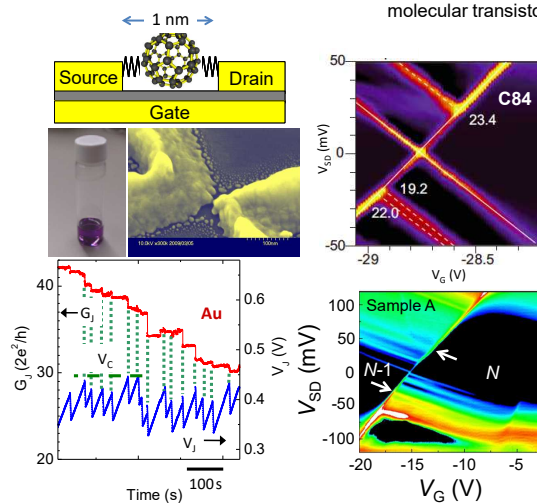 molecular transisto
1 nm
Source
Drain
Gate
10.0kV x300k 2009/03/05
100nm
C84
23.4
19.2
22.0
50
0
-50
V_SD (mV)
-29
-28.5
V_G (V)
G_J (2e²/h)
42
36
28
20
G_J
Au
V_C
V_J
0.6
0.5
0.4
0.3
V_J (V)
100s
Time (s)
Sample A
N-1
N
100
50
0
-50
-100
V_SD (mV)
-20
-15
-10
-5
V_G (V)